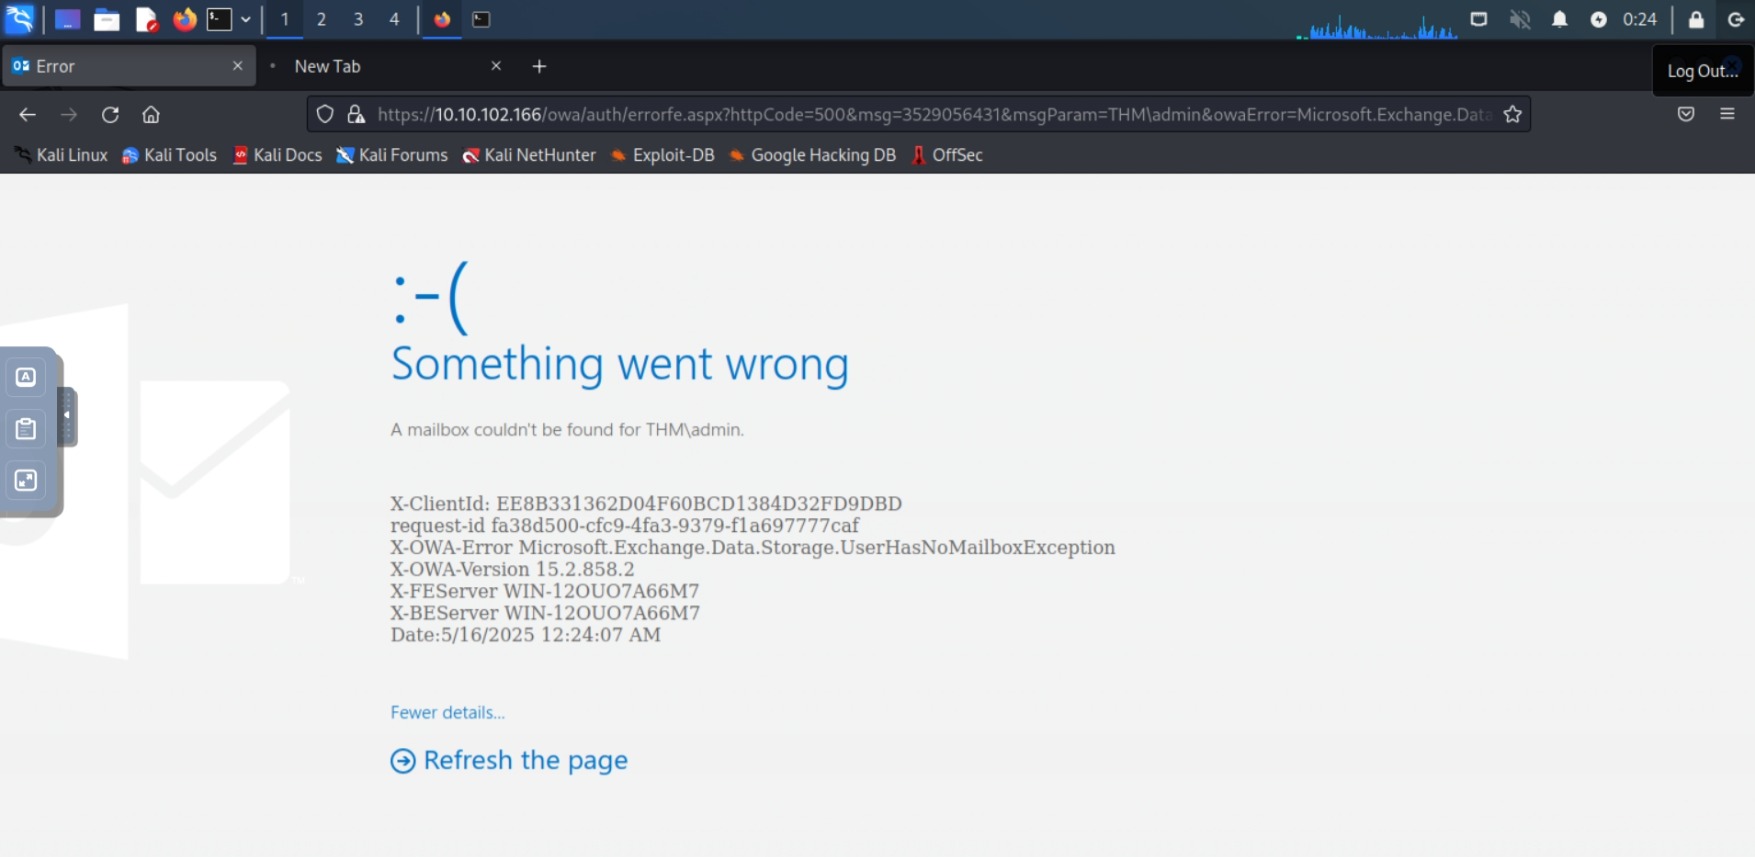 1 2 3 4 0:24
Error New Tab
Log Out...
https://10.10.102.166/owa/auth/errorfe.aspx?httpCode=500&msg=3529056431&msgParam=THM\admin&owaError=Microsoft.Exchange.Data
Kali Linux Kali Tools Kali Docs Kali Forums Kali NetHunter Exploit-DB Google Hacking DB OffSec
:-(
Something went wrong
A mailbox couldn't be found for THM\admin.
X-ClientId: EE8B331362D04F60BCD1384D32FD9DBD
request-id fa38d500-cfc9-4fa3-9379-f1a697777caf
X-OWA-Error Microsoft.Exchange.Data.Storage.UserHasNoMailboxException
X-OWA-Version 15.2.858.2
X-FEServer WIN-12OUO7A66M7
X-BEServer WIN-12OUO7A66M7
Date:5/16/2025 12:24:07 AM
Fewer details...
Refresh the page